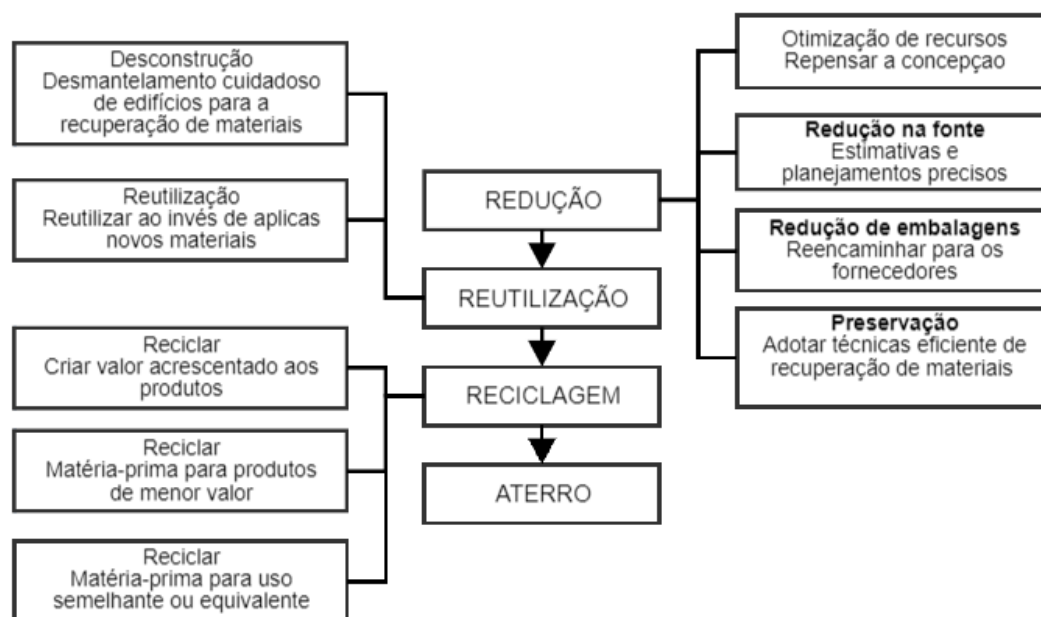 Desconstrução
Desmantelamento cuidadoso
de edifícios para a
recuperação de materiais
Reutilização
Reutilizar ao invés de aplicas
novos materiais
Reciclar
Criar valor acrescentado aos
produtos
Reciclar
Matéria-prima para produtos
de menor valor
Reciclar
Matéria-prima para uso
semelhante ou equivalente
REDUÇÃO
REUTILIZAÇÃO
RECICLAGEM
ATERRO
Otimização de recursos
Repensar a concepçao
Redução na fonte
Estimativas e
planejamentos precisos
Redução de embalagens
Reencaminhar para os
fornecedores
Preservação
Adotar técnicas eficiente de
recuperação de materiais